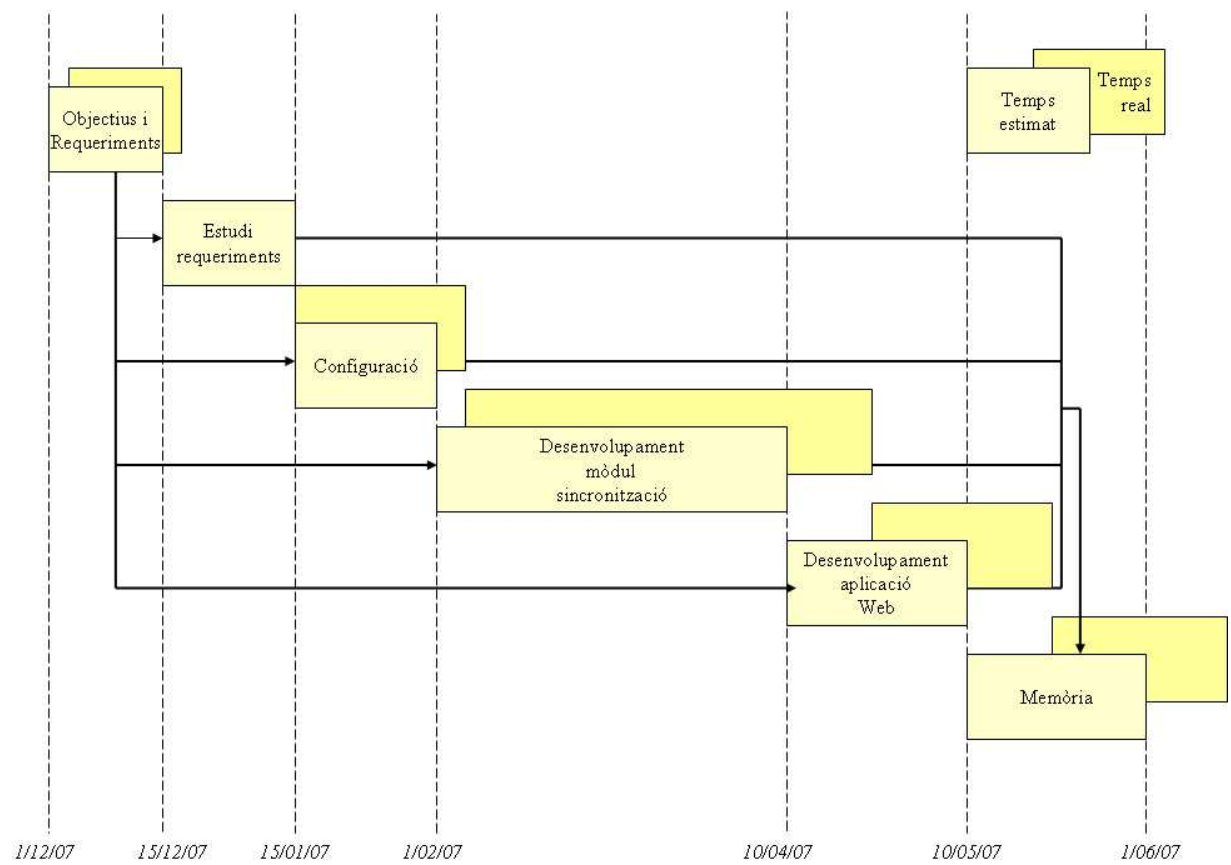 Objectius i
Requeriments
Temps
estimat
Temps
real
Estudi
requeriments
Configuració
Desenvolupament
mòdul
sincronització
Desenvolupament
aplicació
Web
Memòria
1/12/07
15/12/07
15/01/07
1/02/07
10/04/07
10/05/07
1/06/07